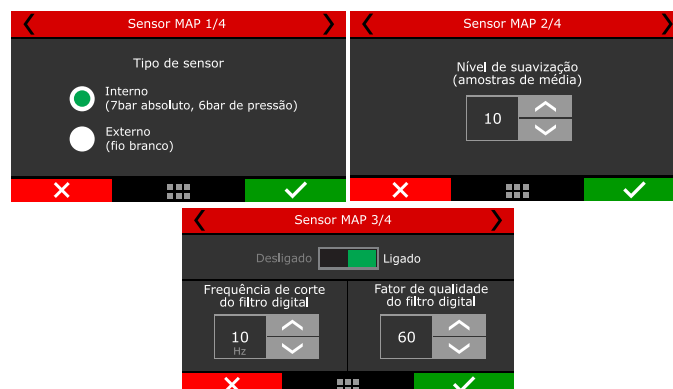 Sensor MAP 1/4
Tipo de sensor
Interno
(7bar absoluto, 6bar de pressão)
Externo
(fio branco)
Sensor MAP 2/4
Nível de suavização
(amostras de média)
10
Sensor MAP 3/4
Desligado
Ligado
Frequência de corte
do filtro digital
10
Hz
Fator de qualidade
do filtro digital
60